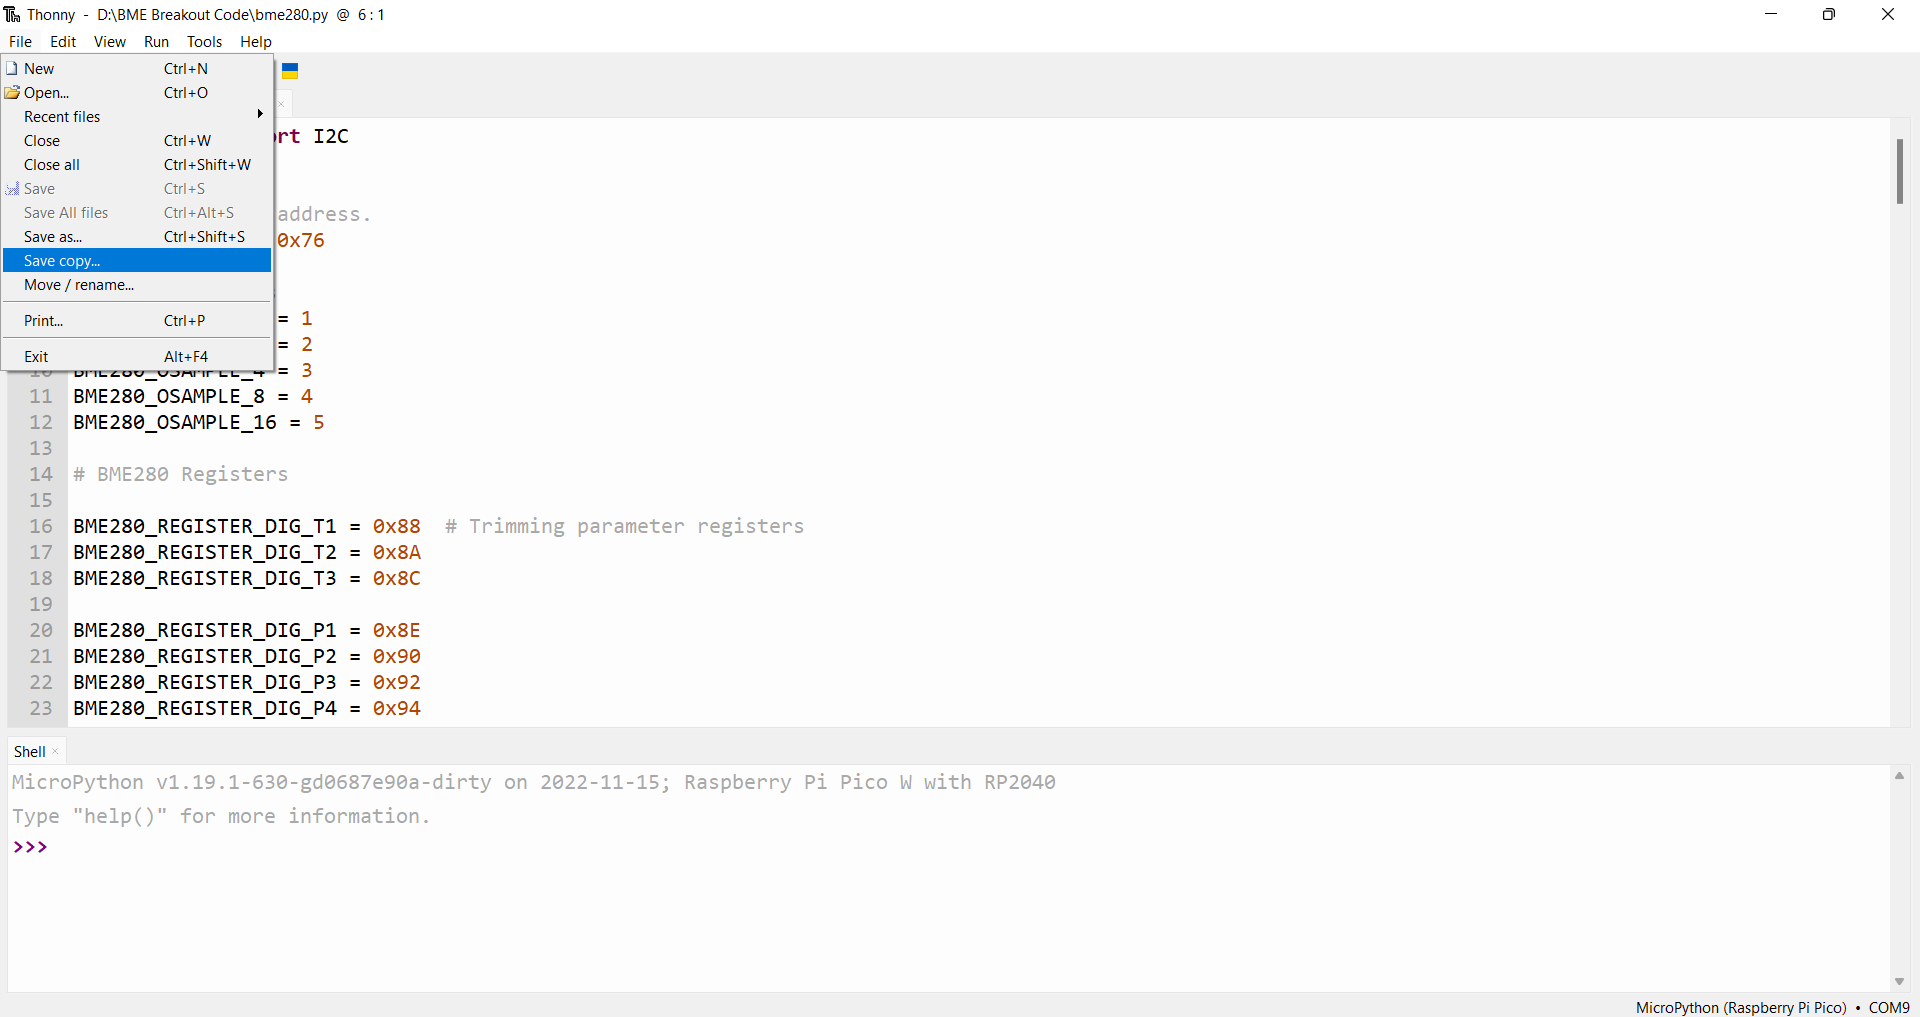 Thonny - D:\BME Breakout Code\bme280.py @ 6 : 1
File Edit View Run Tools Help
New Ctrl+N
Open... Ctrl+O
Recent files
Close Ctrl+W
Close all Ctrl+Shift+W
Save Ctrl+S
Save All files Ctrl+Alt+S
Save as... Ctrl+Shift+S
Save copy...
Move / rename...
Print... Ctrl+P
Exit Alt+F4
rt I2C
address.
0x76
= 1
= 2
10 BME280_OSAMPLE_4 = 3
11 BME280_OSAMPLE_8 = 4
12 BME280_OSAMPLE_16 = 5
13
14 # BME280 Registers
15
16 BME280_REGISTER_DIG_T1 = 0x88 # Trimming parameter registers
17 BME280_REGISTER_DIG_T2 = 0x8A
18 BME280_REGISTER_DIG_T3 = 0x8C
19
20 BME280_REGISTER_DIG_P1 = 0x8E
21 BME280_REGISTER_DIG_P2 = 0x90
22 BME280_REGISTER_DIG_P3 = 0x92
23 BME280_REGISTER_DIG_P4 = 0x94
Shell
MicroPython v1.19.1-630-gd0687e90a-dirty on 2022-11-15; Raspberry Pi Pico W with RP2040
Type "help()" for more information.
>>>
MicroPython (Raspberry Pi Pico) • COM9